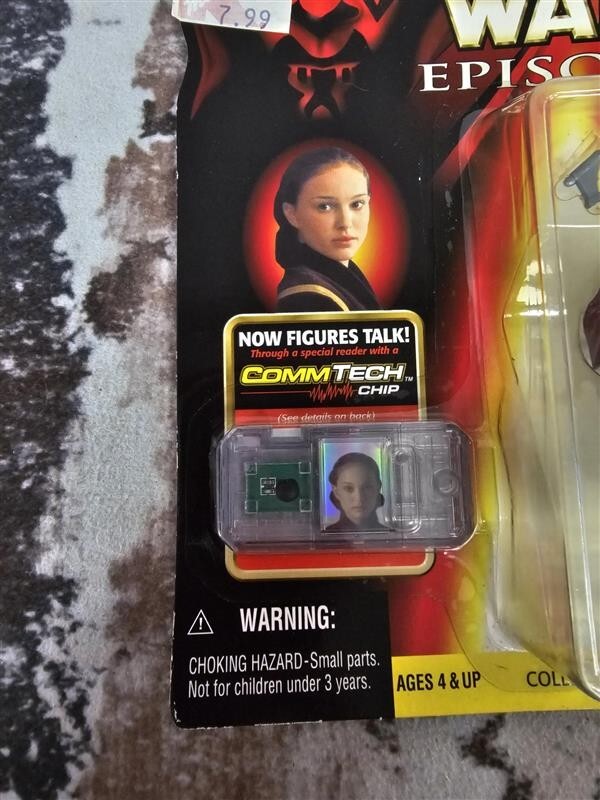 7.99
WA
EPISO
NOW FIGURES TALK!
Through a special reader with a
COMMTECH™
CHIP
(See details on back)
WARNING:
CHOKING HAZARD-Small parts.
Not for children under 3 years.
AGES 4 & UP
COLL